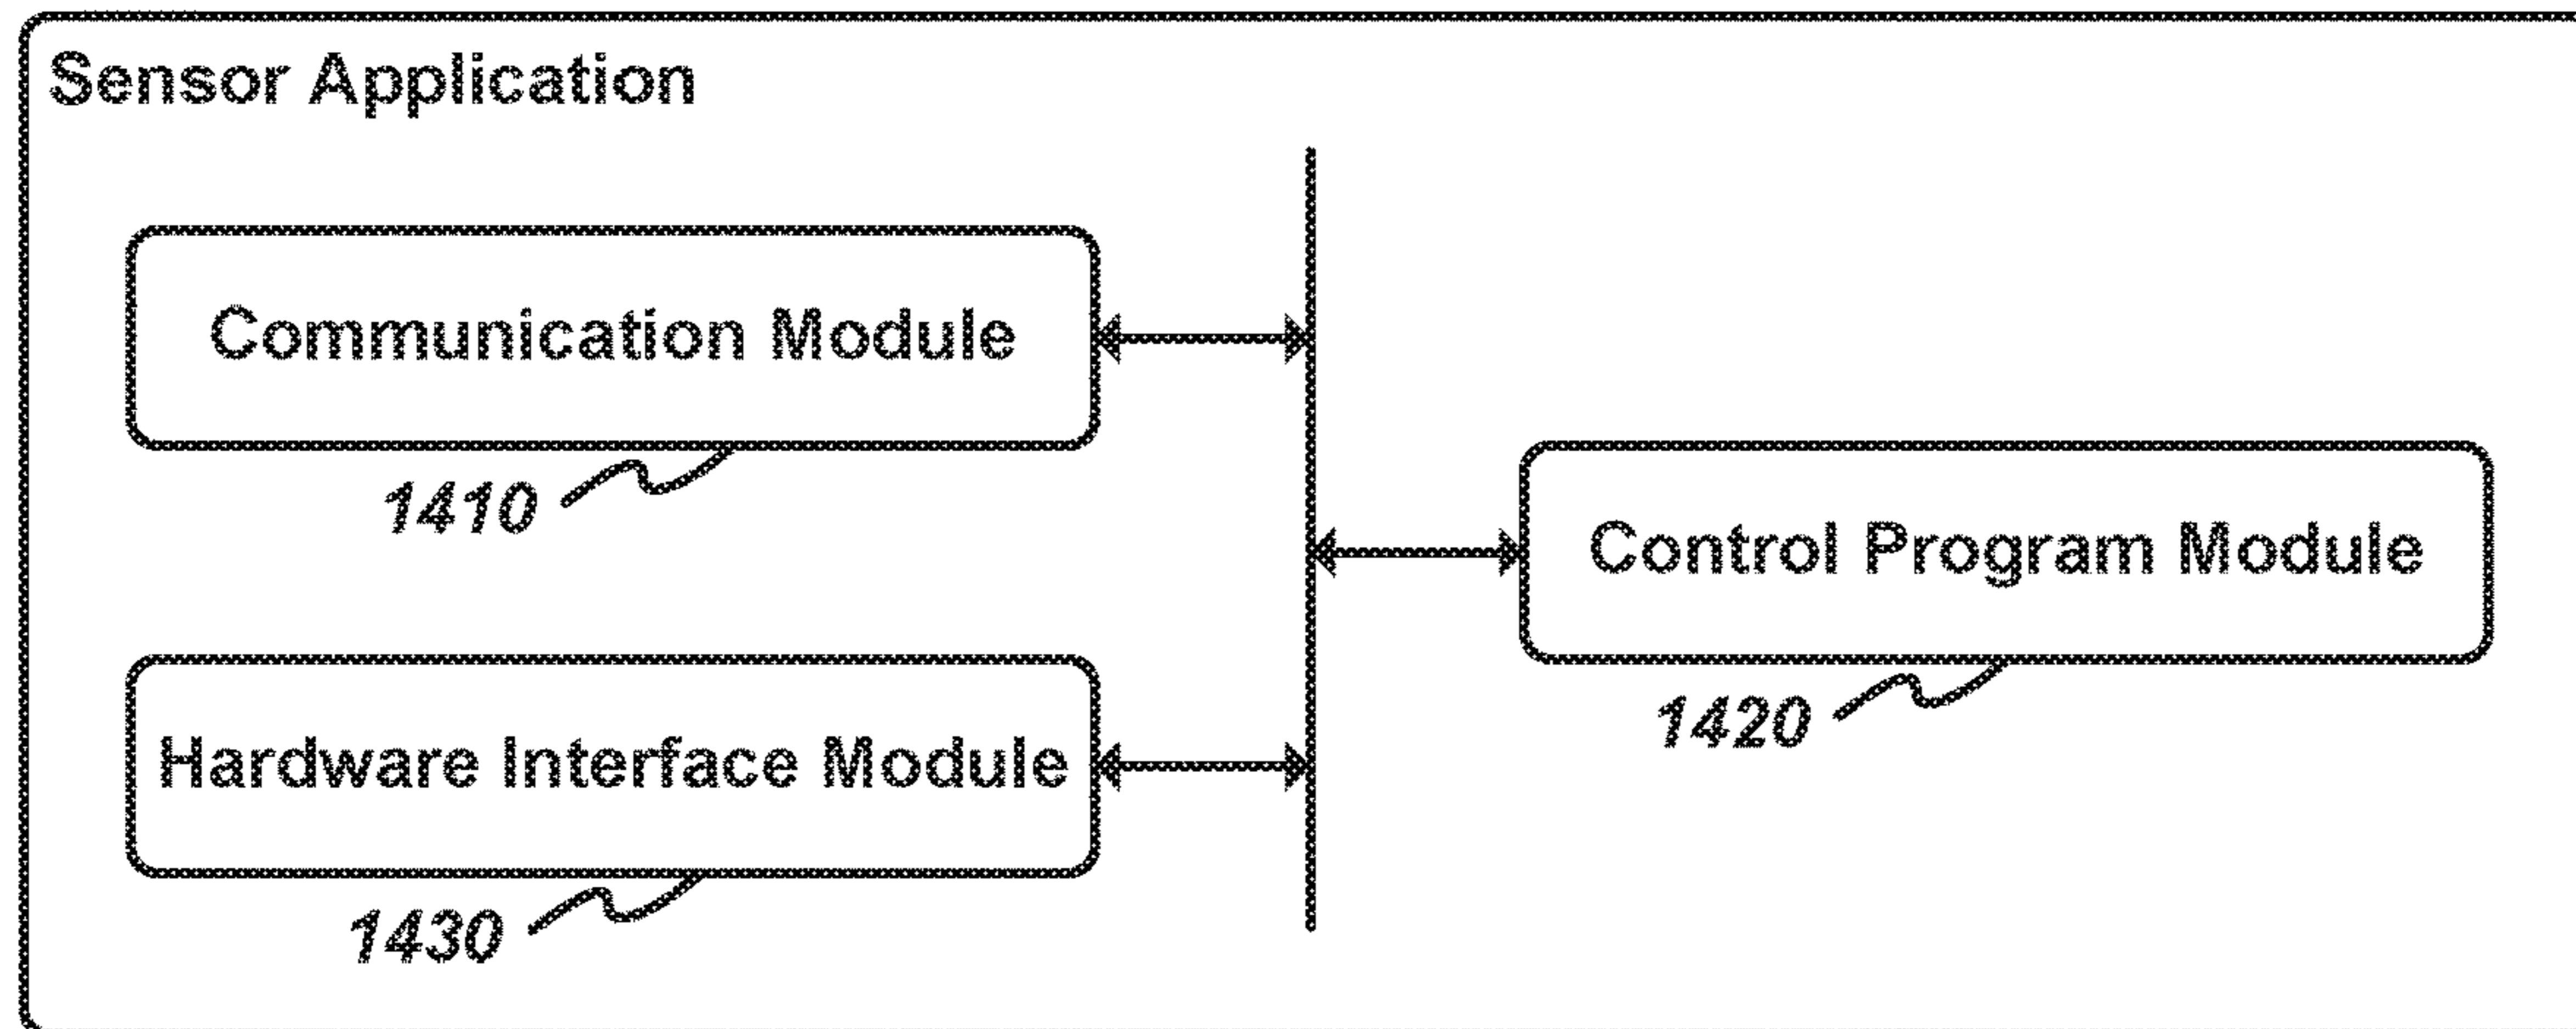 Sensor Application
Communication Module
1410
Control Program Module
1420
Hardware Interface Module
1430